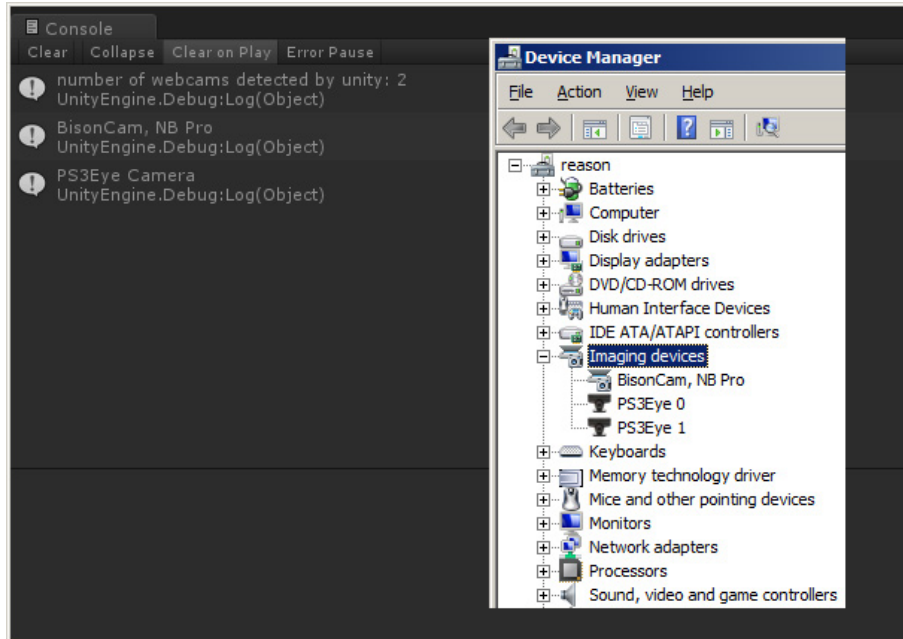 Console
Clear Collapse Clear on Play Error Pause
number of webcams detected by unity: 2
UnityEngine.Debug:Log(Object)
BisonCam, NB Pro
UnityEngine.Debug:Log(Object)
PS3Eye Camera
UnityEngine.Debug:Log(Object)
Device Manager
File Action View Help
reason
Batteries
Computer
Disk drives
Display adapters
DVD/CD-ROM drives
Human Interface Devices
IDE ATA/ATAPI controllers
Imaging devices
BisonCam, NB Pro
PS3Eye 0
PS3Eye 1
Keyboards
Memory technology driver
Mice and other pointing devices
Monitors
Network adapters
Processors
Sound, video and game controllers